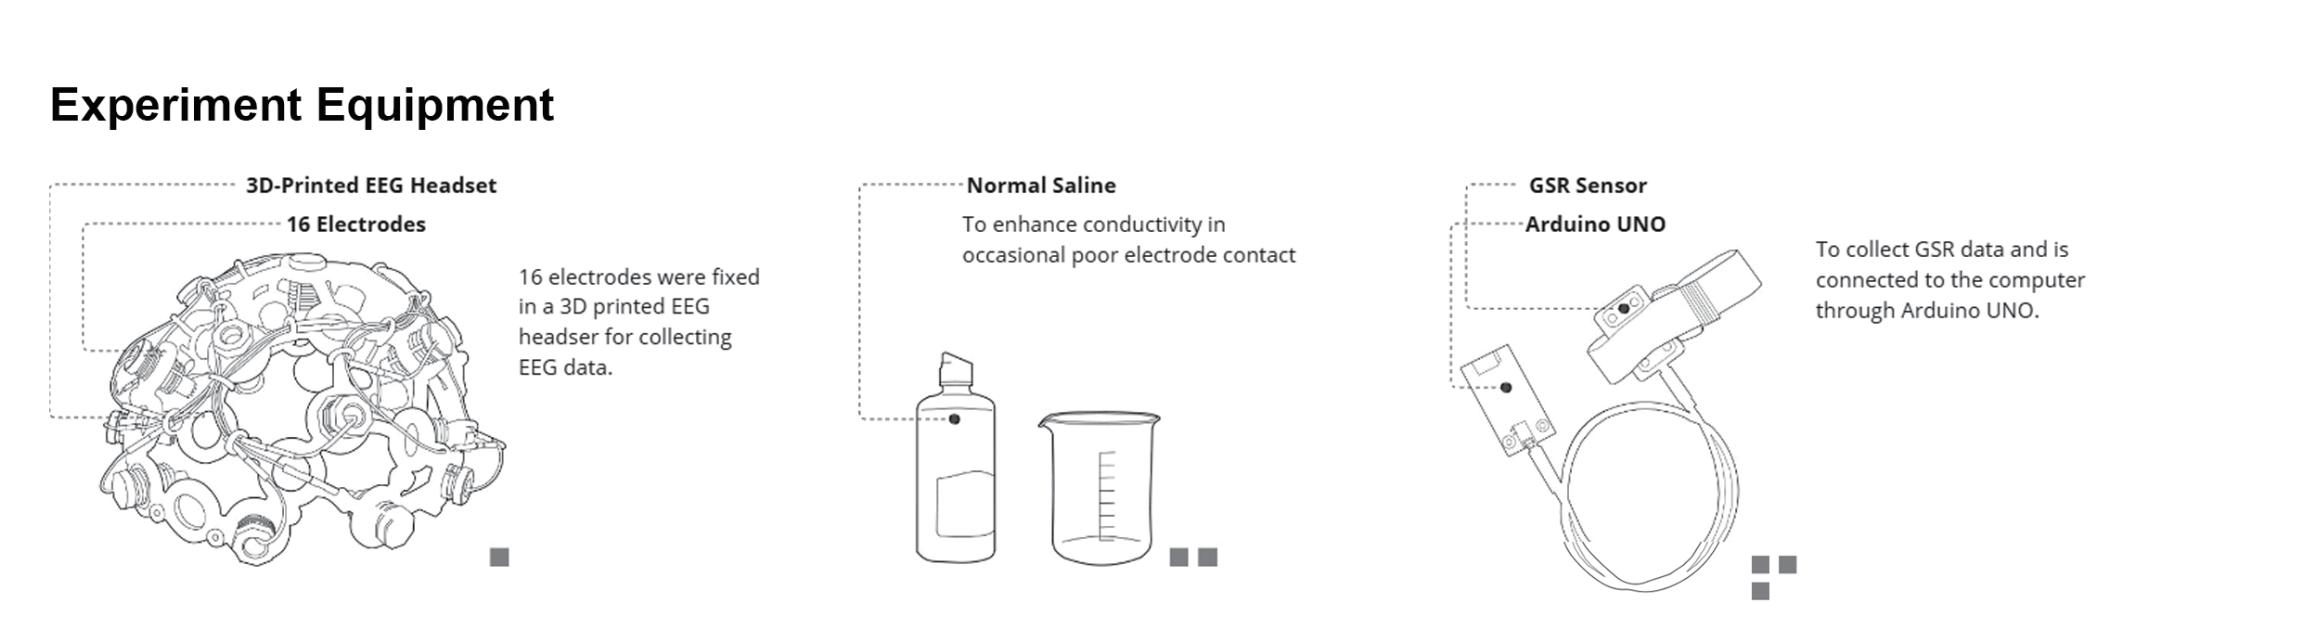 Experiment Equipment
3D-Printed EEG Headset
16 Electrodes
16 electrodes were fixed
in a 3D printed EEG
headser for collecting
EEG data.
Normal Saline
To enhance conductivity in
occasional poor electrode contact
GSR Sensor
Arduino UNO
To collect GSR data and is
connected to the computer
through Arduino UNO.